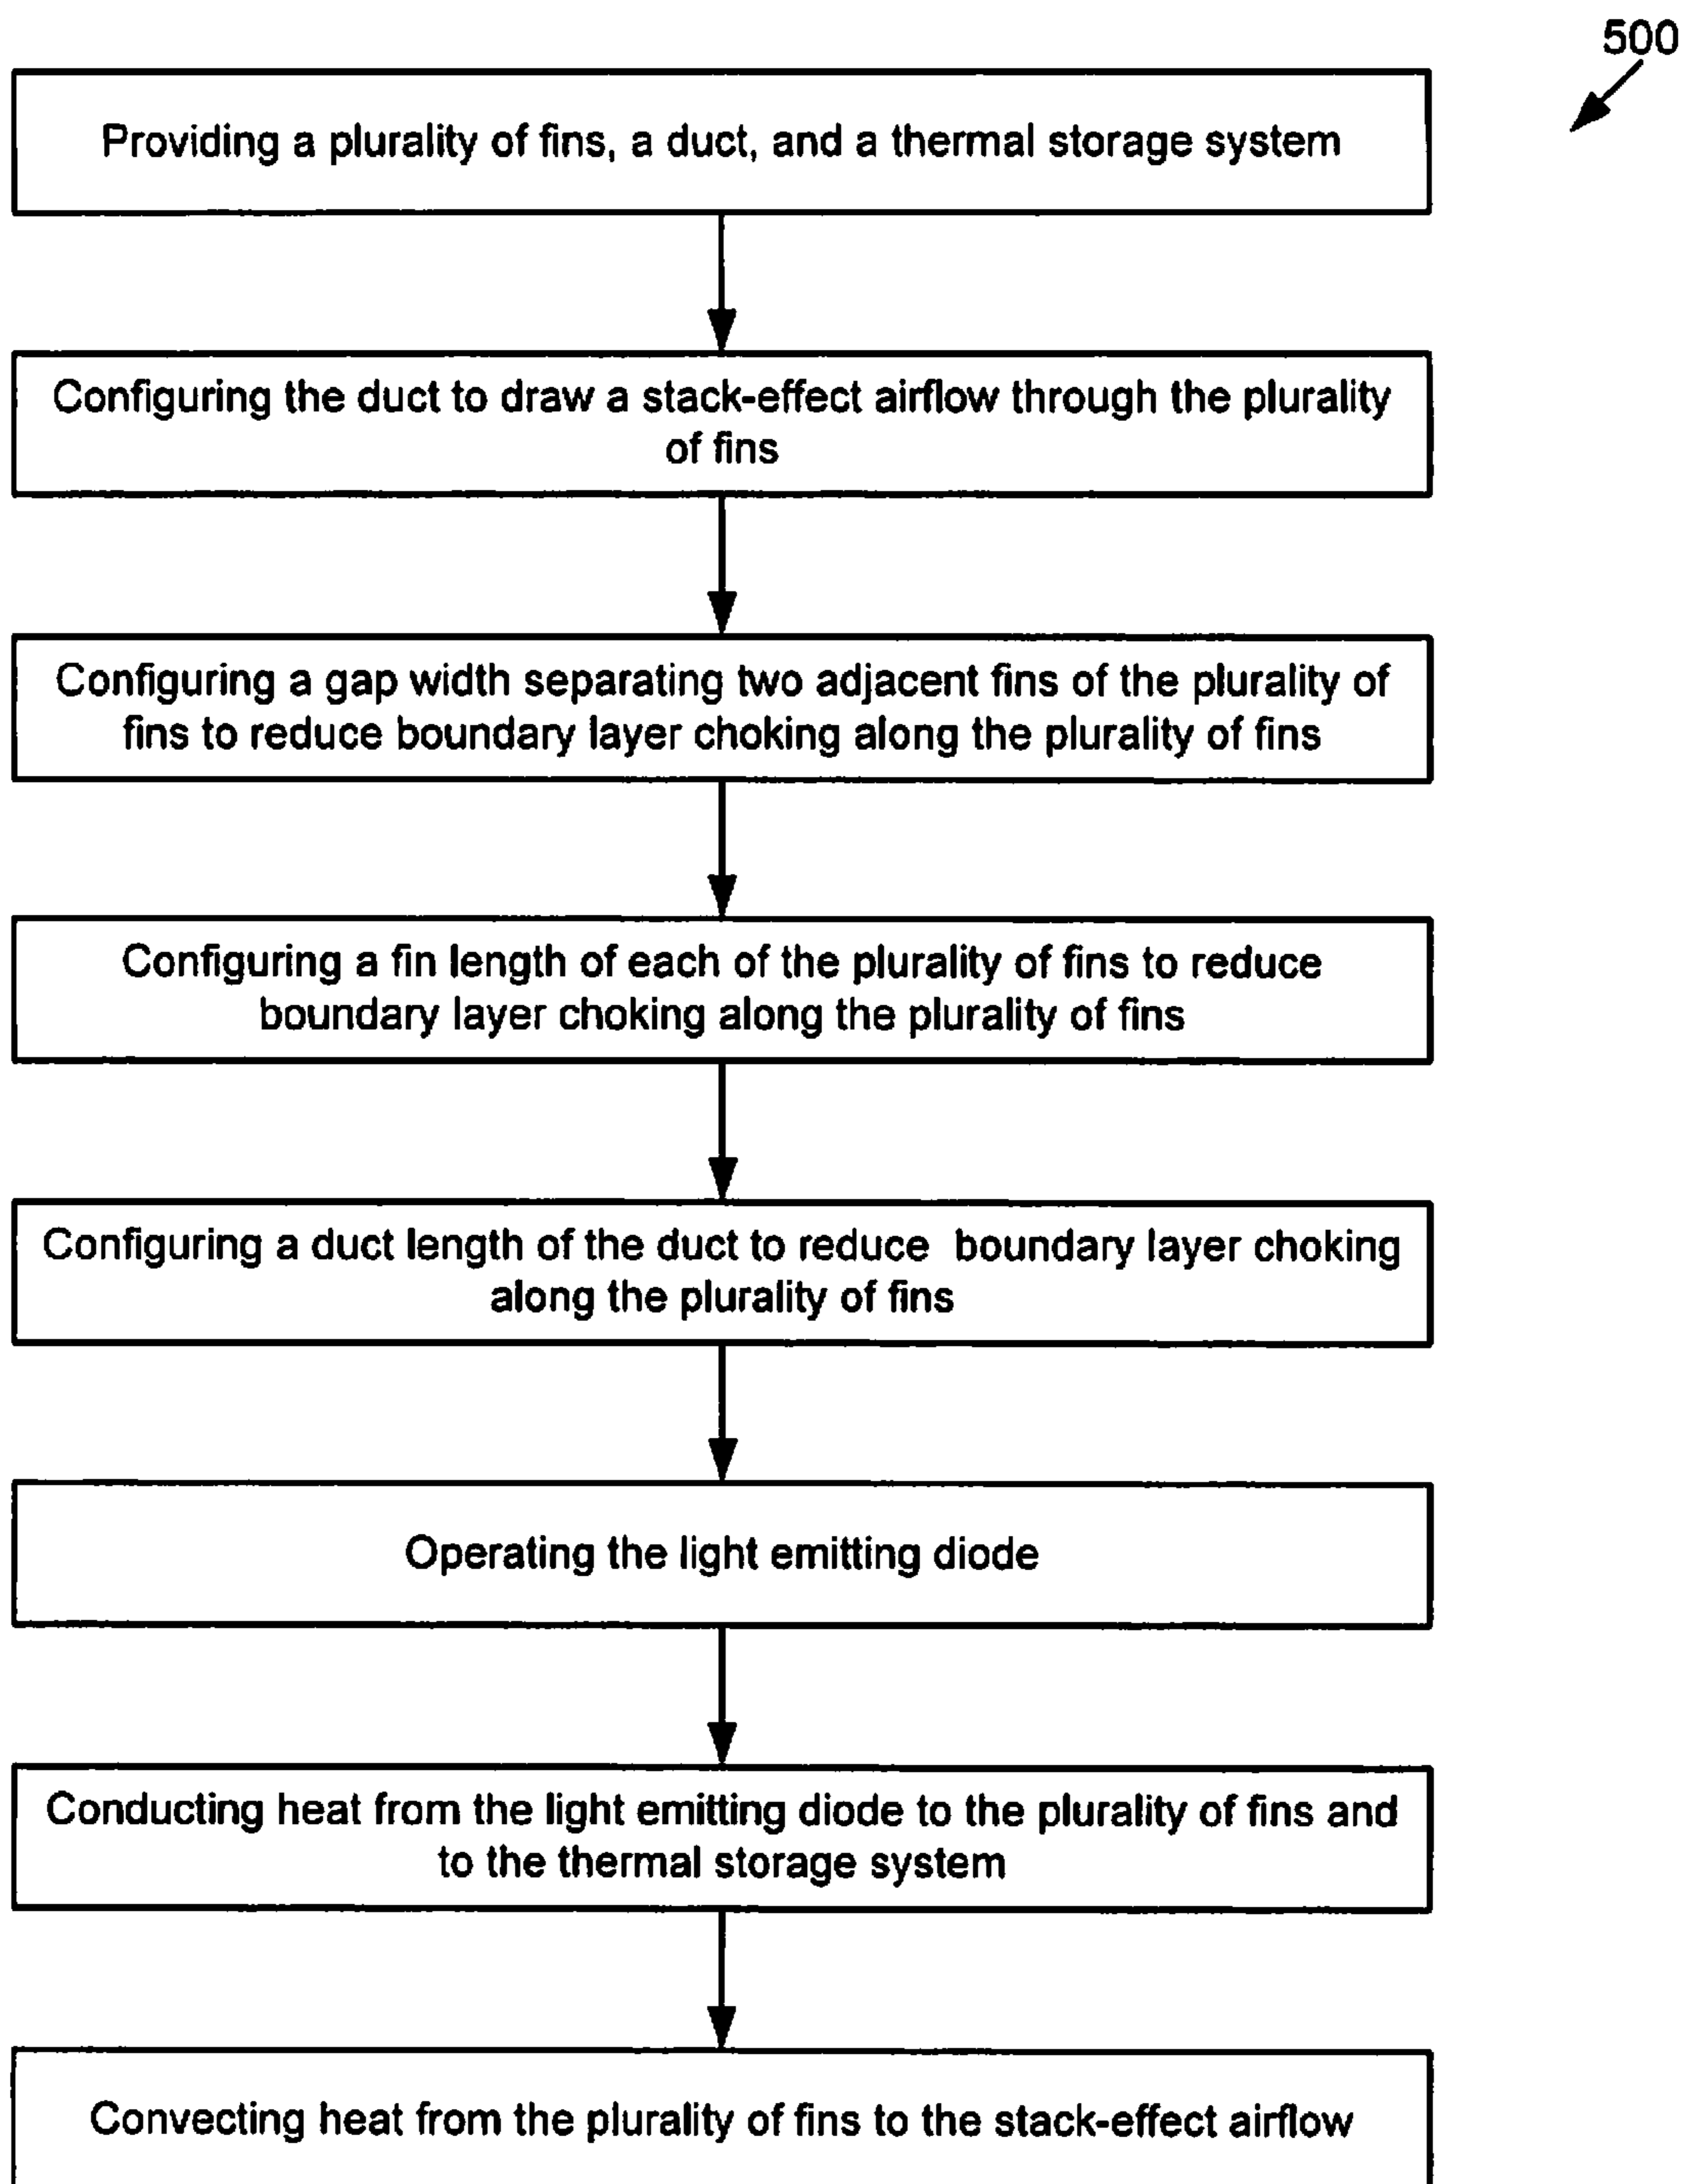 500
Providing a plurality of fins, a duct, and a thermal storage system
Configuring the duct to draw a stack-effect airflow through the plurality
of fins
Configuring a gap width separating two adjacent fins of the plurality of
fins to reduce boundary layer choking along the plurality of fins
Configuring a fin length of each of the plurality of fins to reduce
boundary layer choking along the plurality of fins
Configuring a duct length of the duct to reduce boundary layer choking
along the plurality of fins
Operating the light emitting diode
Conducting heat from the light emitting diode to the plurality of fins and
to the thermal storage system
Convecting heat from the plurality of fins to the stack-effect airflow